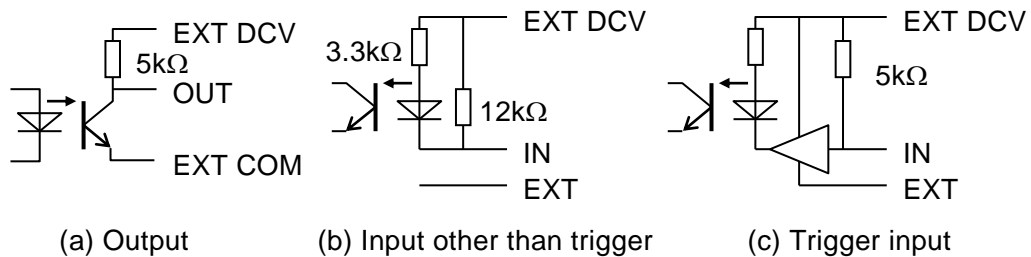 EXT DCV
5kΩ
OUT
EXT COM
(a) Output
EXT DCV
3.3kΩ
12kΩ
IN
EXT
(b) Input other than trigger
EXT DCV
5kΩ
IN
EXT
(c) Trigger input